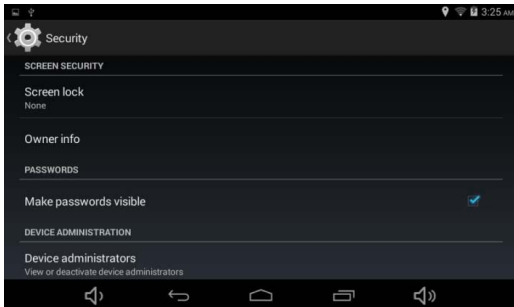 3:25 AM
Security
SCREEN SECURITY
Screen lock
None
Owner info
PASSWORDS
Make passwords visible
DEVICE ADMINISTRATION
Device administrators
View or deactivate device administrators